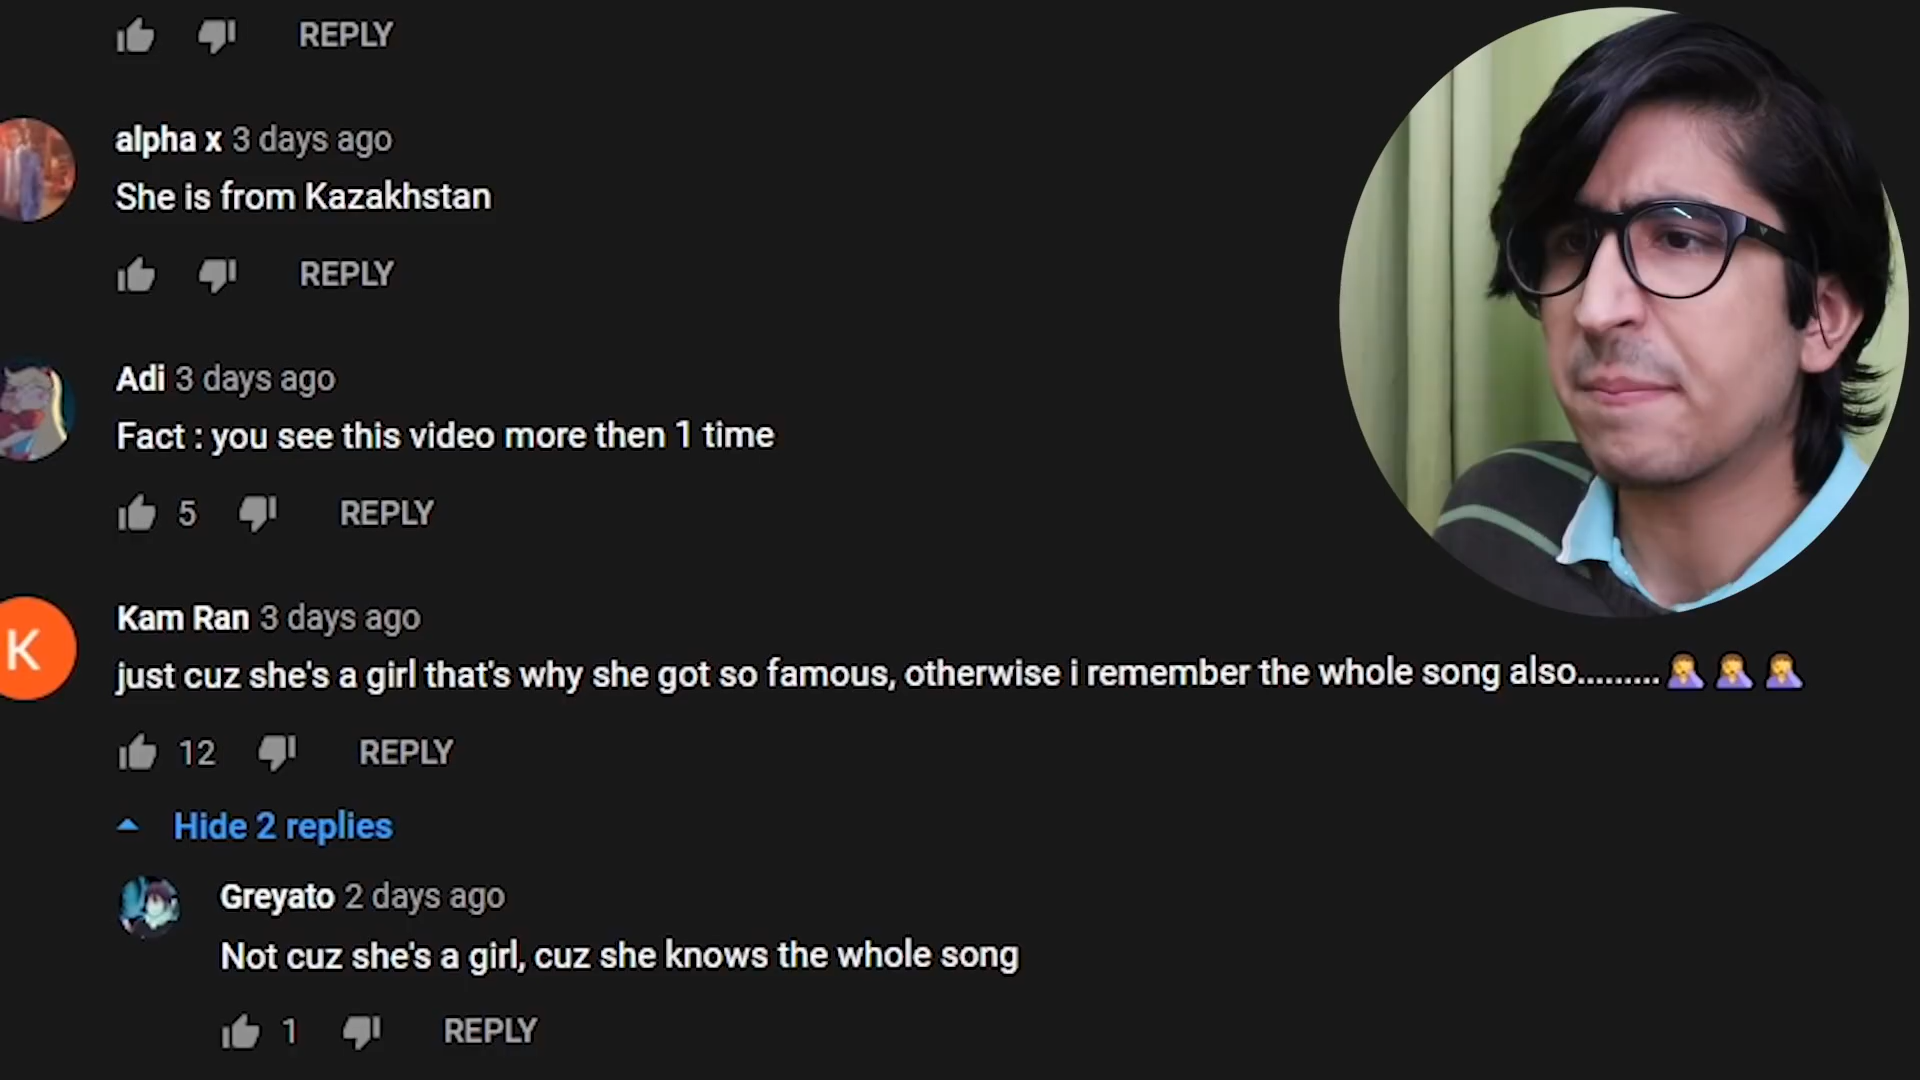 REPLY
alpha x 3 days ago
She is from Kazakhstan
REPLY
Adi 3 days ago
Fact : you see this video more then 1 time
5 REPLY
K
Kam Ran 3 days ago
just cuz she's a girl that's why she got so famous, otherwise i remember the whole song also.........🤦🤦🤦
12 REPLY
Hide 2 replies
Greyato 2 days ago
Not cuz she's a girl, cuz she knows the whole song
1 REPLY